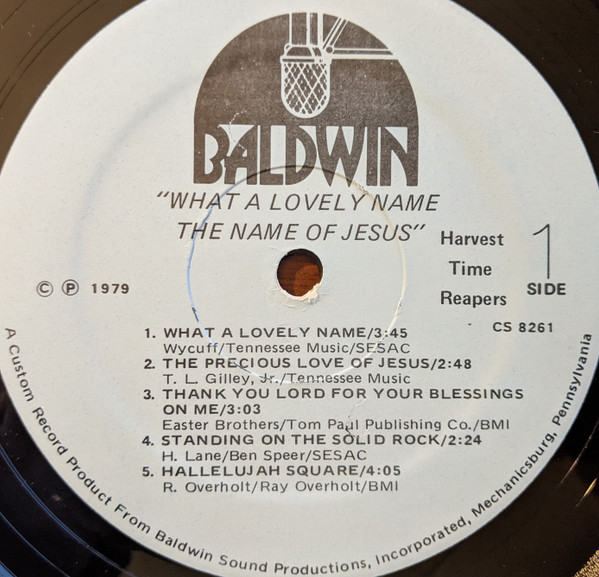 BALDWIN
"WHAT A LOVELY NAME
THE NAME OF JESUS"
Harvest
Time
Reapers
1
SIDE
CS 8261
© ℗ 1979
1. WHAT A LOVELY NAME/3:45
Wycuff/Tennessee Music/SESAC
2. THE PRECIOUS LOVE OF JESUS/2:48
T. L. Gilley, Jr./Tennessee Music
3. THANK YOU LORD FOR YOUR BLESSINGS
ON ME/3:03
Easter Brothers/Tom Paul Publishing Co./BMI
4. STANDING ON THE SOLID ROCK/2:24
H. Lane/Ben Speer/SESAC
5. HALLELUJAH SQUARE/4:05
R. Overholt/Ray Overholt/BMI
A Custom Record Product From Baldwin Sound Productions, Incorporated, Mechanicsburg, Pennsylvania